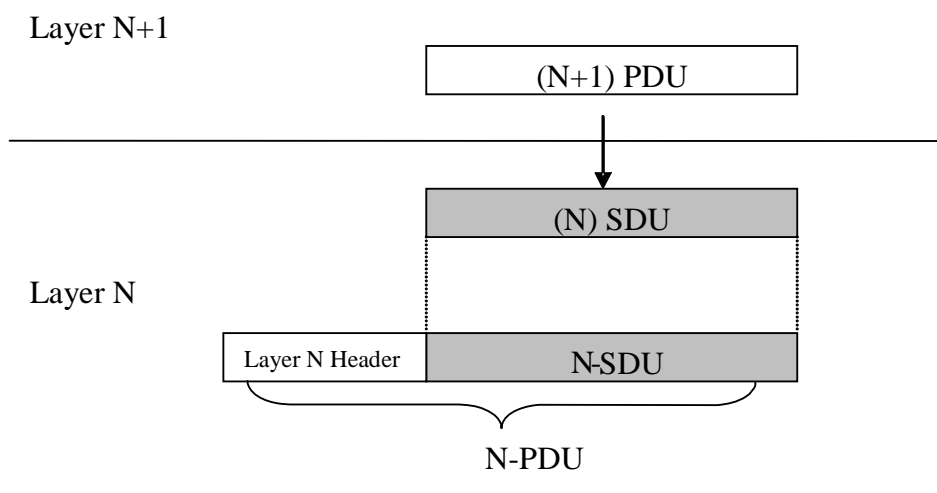 Layer N+1
(N+1) PDU
(N) SDU
Layer N
Layer N Header
N-SDU
N-PDU